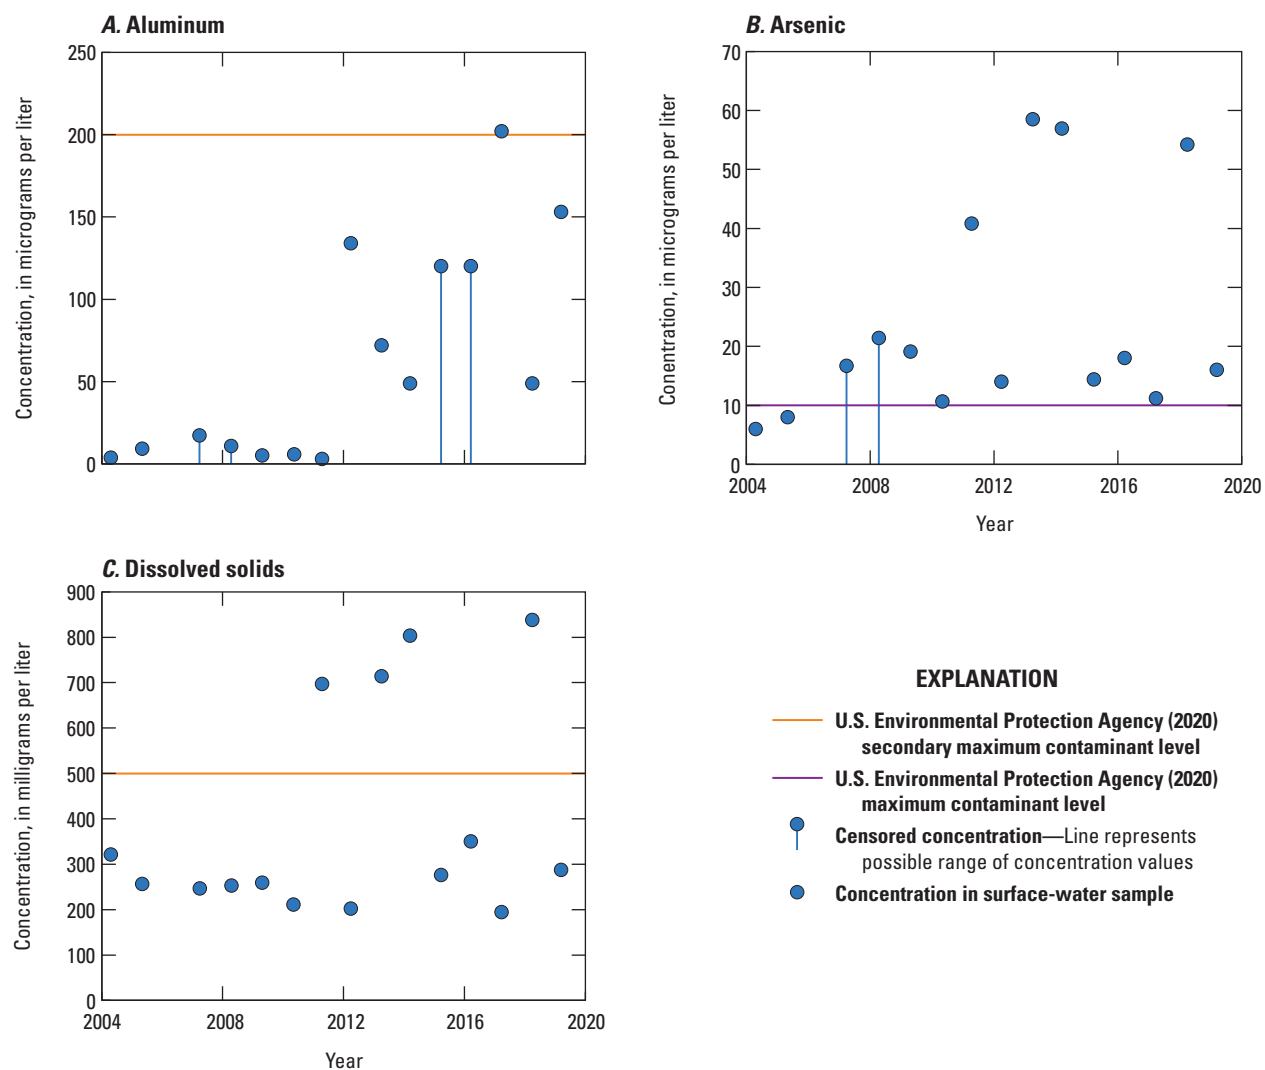 A. Aluminum
Concentration, in micrograms per liter
250
200
150
100
50
0
B. Arsenic
Conentration, in micrograms per liter
70
60
50
40
30
20
10
0
2004 2008 2012 2016 2020
Year
C. Dissolved solids
Concentration, in milligrams per liter
900
800
700
600
500
400
300
200
100
0
2004 2008 2012 2016 2020
Year
EXPLANATION
U.S. Environmental Protection Agency (2020)
secondary maximum contaminant level
U.S. Environmental Protection Agency (2020)
maximum contaminant level
Censored concentration—Line represents
possible range of concentration values
Concentration in surface-water sample